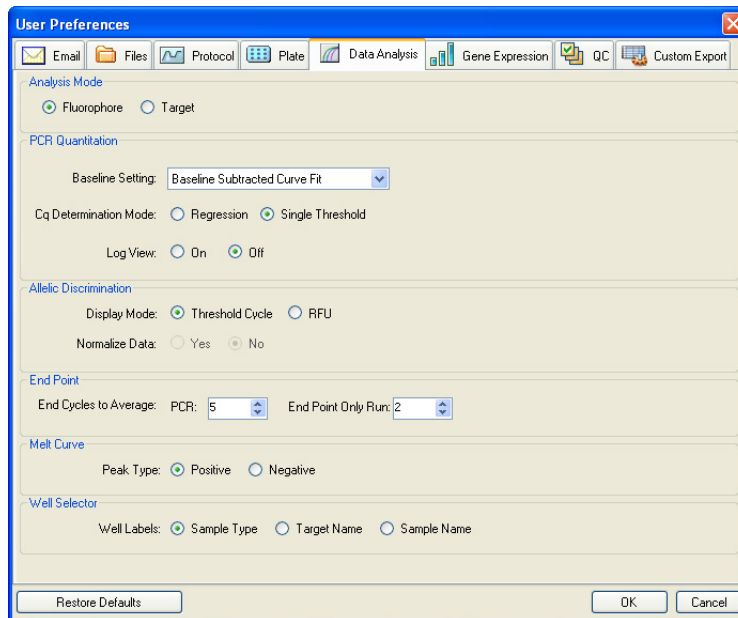 User Preferences
Email Files Protocol Plate Data Analysis Gene Expression QC Custom Export
Analysis Mode
Fluorophore Target
PCR Quantitation
Baseline Setting: Baseline Subtracted Curve Fit
Cq Determination Mode: Regression Single Threshold
Log View: On Off
Allelic Discrimination
Display Mode: Threshold Cycle RFU
Normalize Data: Yes No
End Point
End Cycles to Average: PCR: 5 End Point Only Run: 2
Melt Curve
Peak Type: Positive Negative
Well Selector
Well Labels: Sample Type Target Name Sample Name
Restore Defaults OK Cancel